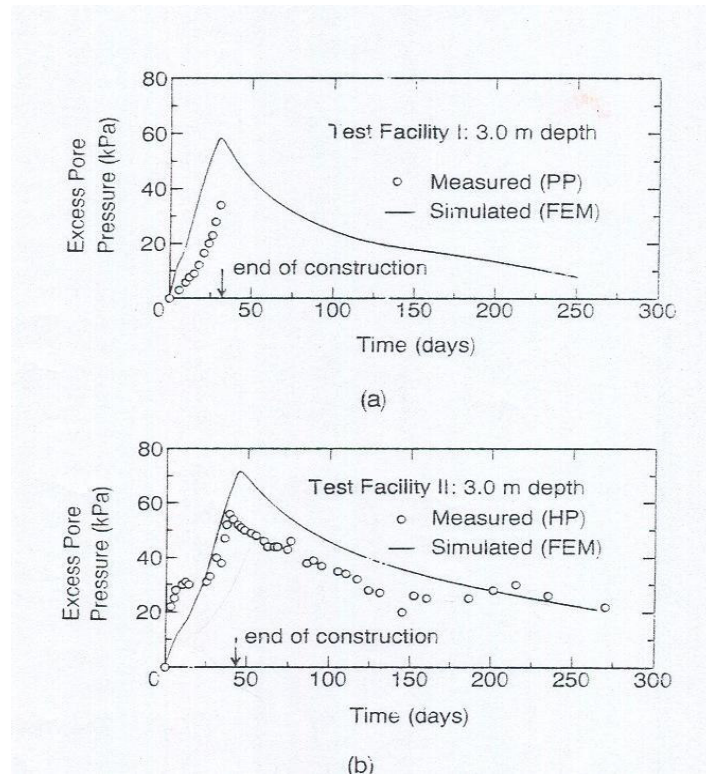 80
60
40
20
0
Excess Pore
Pressure (kPa)
Test Facility I: 3.0 m depth
○ Measured (PP)
— Simulated (FEM)
end of construction
50
100
150
200
250
300
Time (days)
(a)
80
60
40
20
0
Excess Pore
Pressure (kPa)
Test Facility II: 3.0 m depth
○ Measured (HP)
— Simulated (FEM)
end of construction
0
50
100
150
200
250
300
Time (days)
(b)